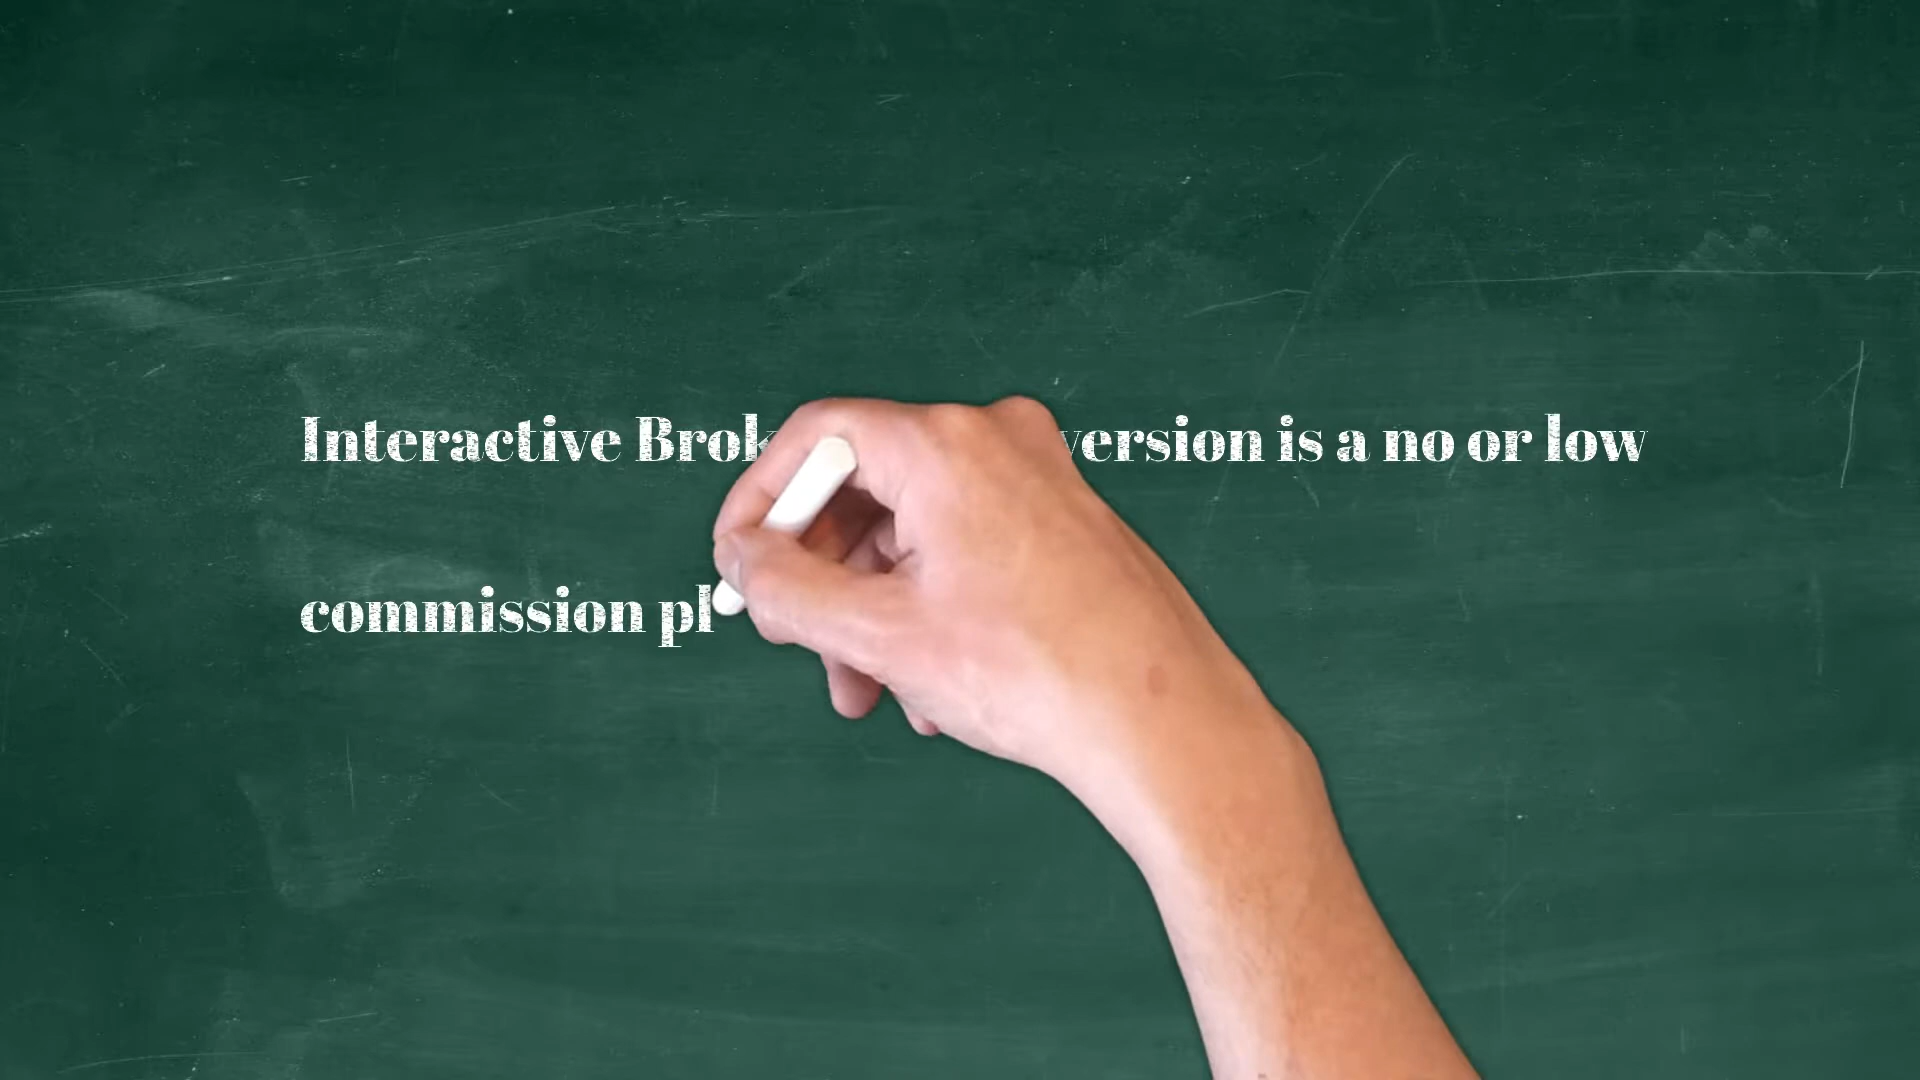 Interactive Brok version is a no or low
commission pl